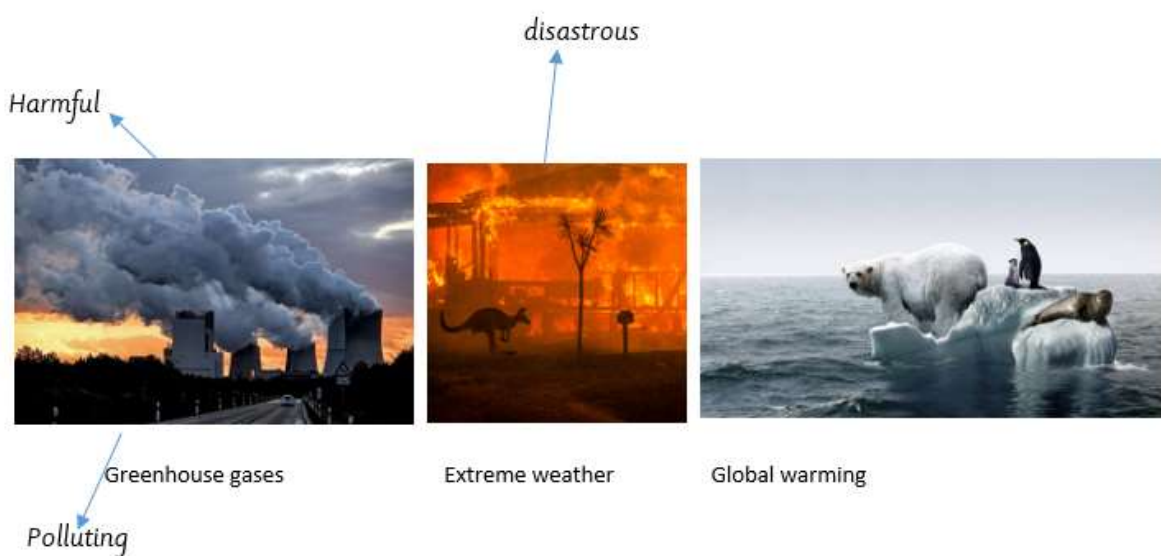 disastrous
Harmful
Greenhouse gases
Extreme weather
Global warming
Polluting